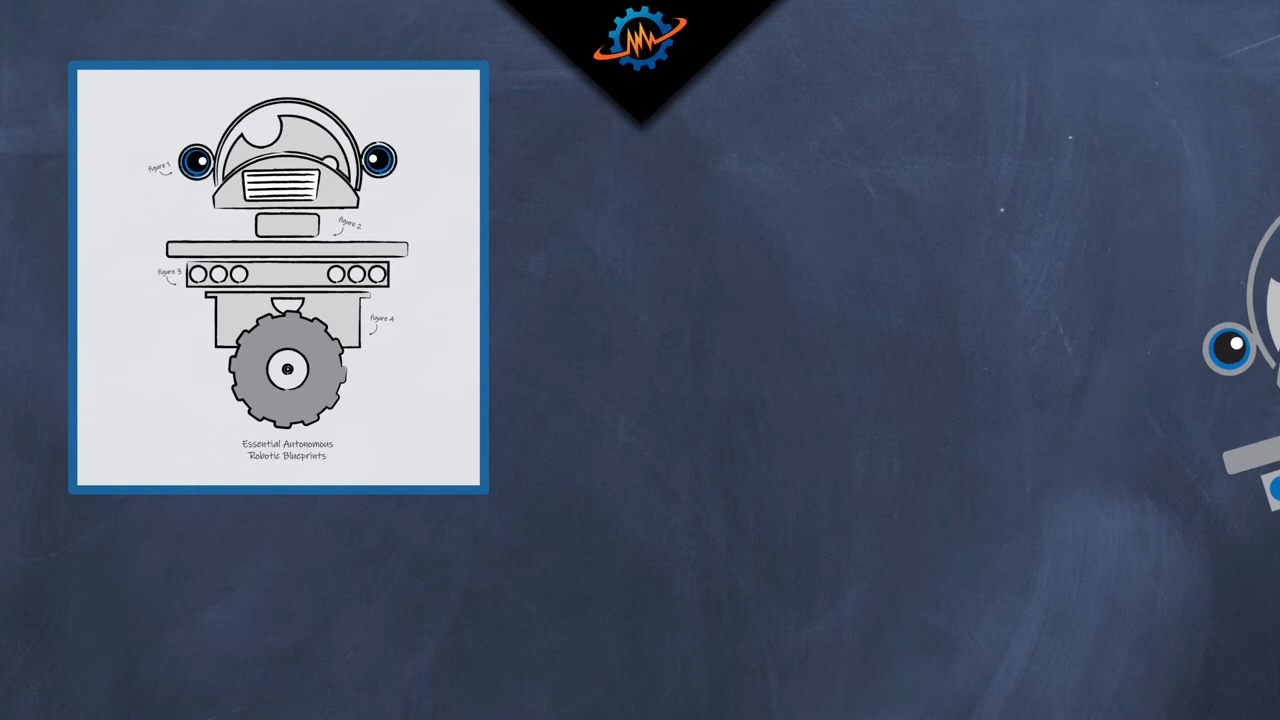 figure 1
figure 2
figure 3
figure 4
Essential Autonomous
Robotic Blueprints